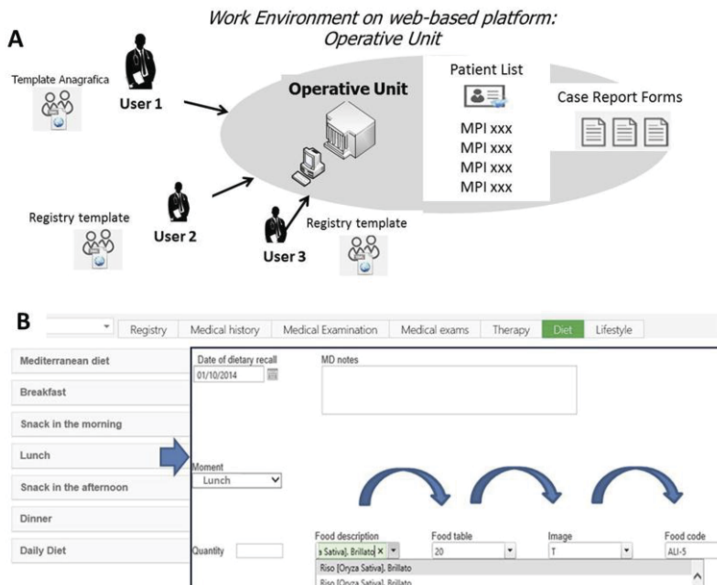 Work Environment on web-based platform:
Operative Unit
A
Template Anagrafica
User 1
Operative Unit
Patient List
MPI xxx
MPI xxx
MPI xxx
MPI xxx
Case Report Forms
Registry template
User 2
User 3
Registry template
B
Registry Medical history Medical Examination Medical exams Therapy Diet Lifestyle
Mediterranean diet
Breakfast
Snack in the morning
Lunch
Snack in the afternoon
Dinner
Daily Diet
Date of dietary recall
01/10/2014
MD notes
Moment
Lunch
Quantity
Food description Food table Image Food code
Sativa]. Brillato 20 T ALI-5
Riso [Oryza Sativa]. Brillato
Riso [Oryza Sativa]. Brillato